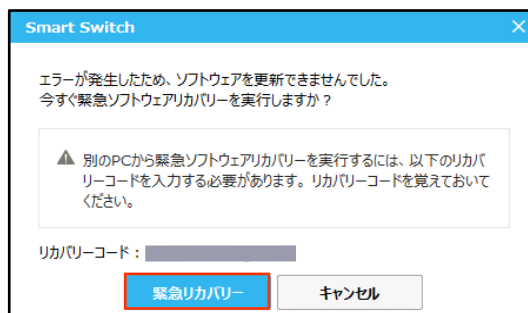 Smart Switch
エラーが発生したため、ソフトウェアを更新できませんでした。
今すぐ緊急ソフトウェアリカバリーを実行しますか？
別のPCから緊急ソフトウェアリカバリーを実行するには、以下のリカバ
リーコードを入力する必要があります。リカバリーコードを覚えておいて
ください。
リカバリーコード：
緊急リカバリー
キャンセル